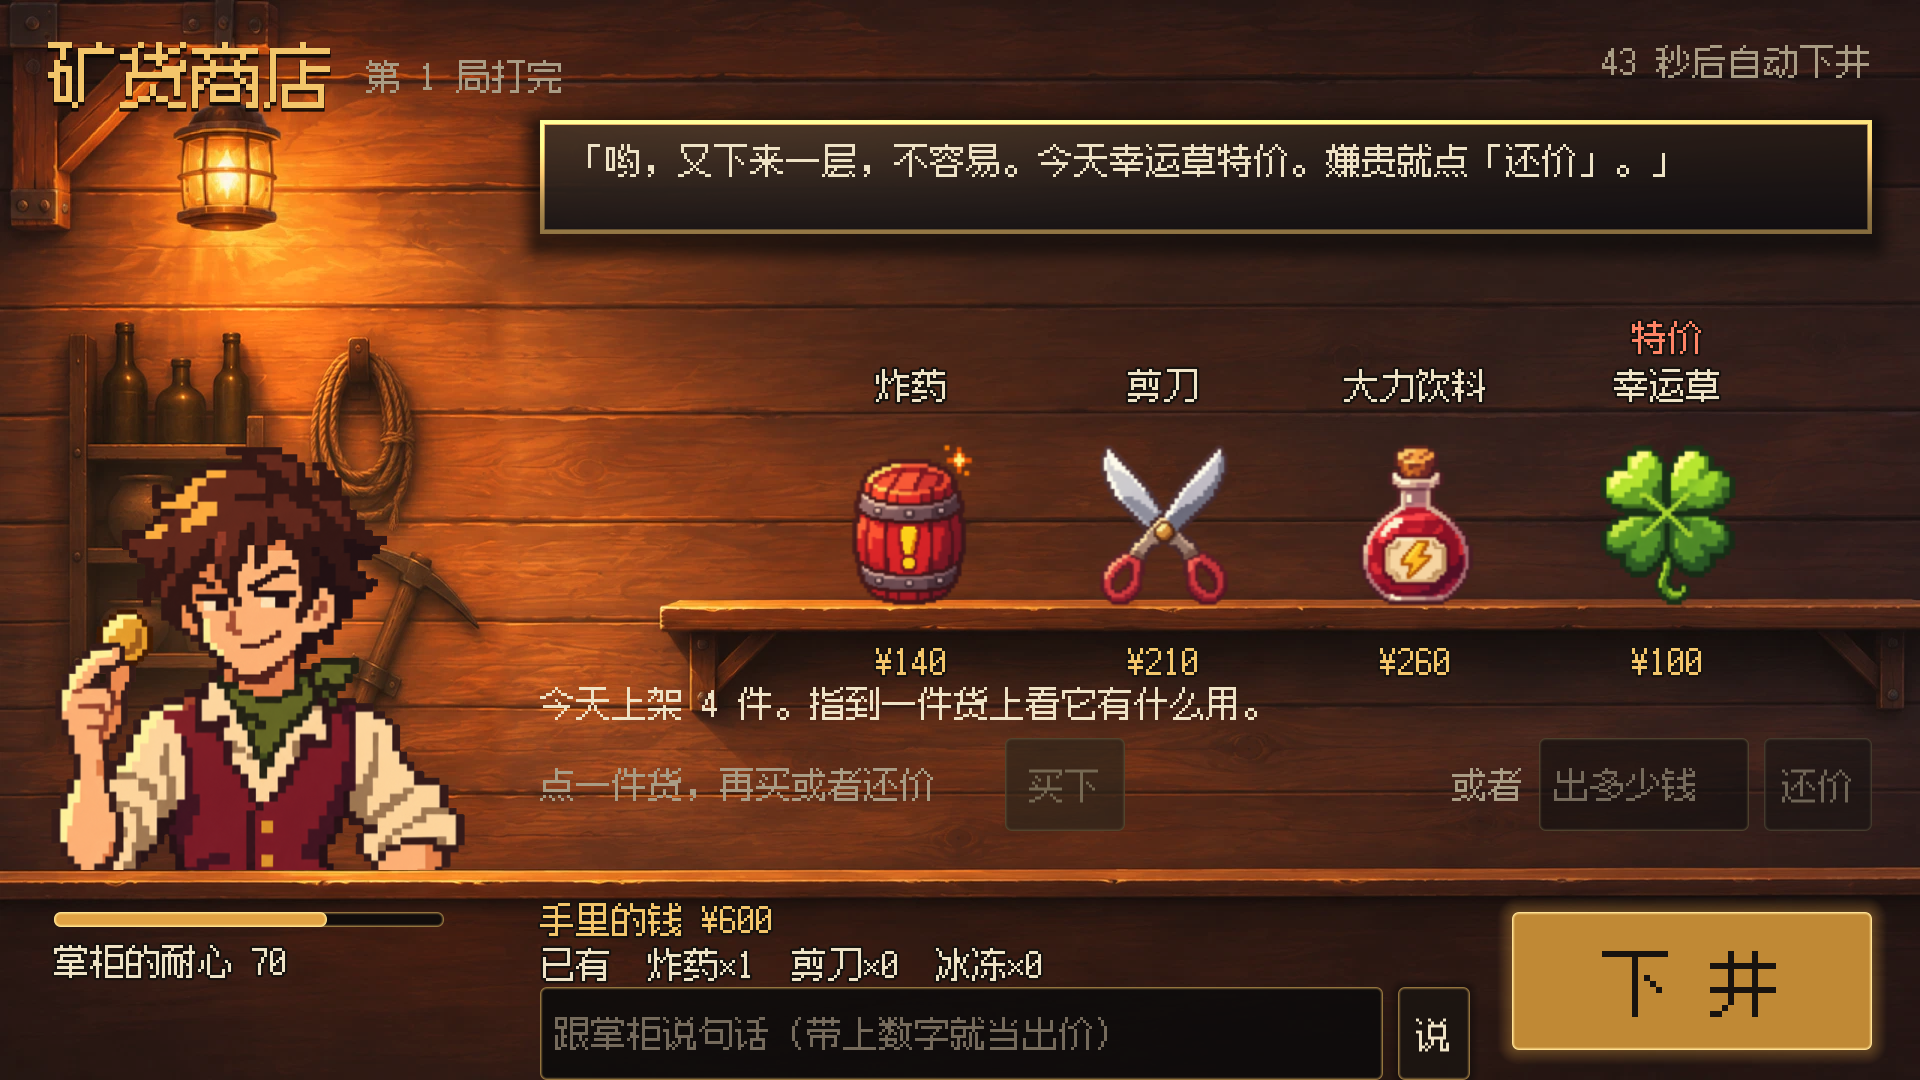 矿货商店
第 1 局打完
43 秒后自动下井
「哟，又下来一层，不容易。今天幸运草特价。嫌贵就点「还价」。」
特价
炸药
剪刀
大力饮料
幸运草
¥140
¥210
¥260
¥100
今天上架 4 件。指到一件货上看它有什么用。
点一件货，再买或者还价
买下
或者
出多少钱
还价
手里的钱 ¥600
掌柜的耐心 70
已有 炸药×1 剪刀×0 冰冻×0
跟掌柜说句话（带上数字就当出价）
说
下井